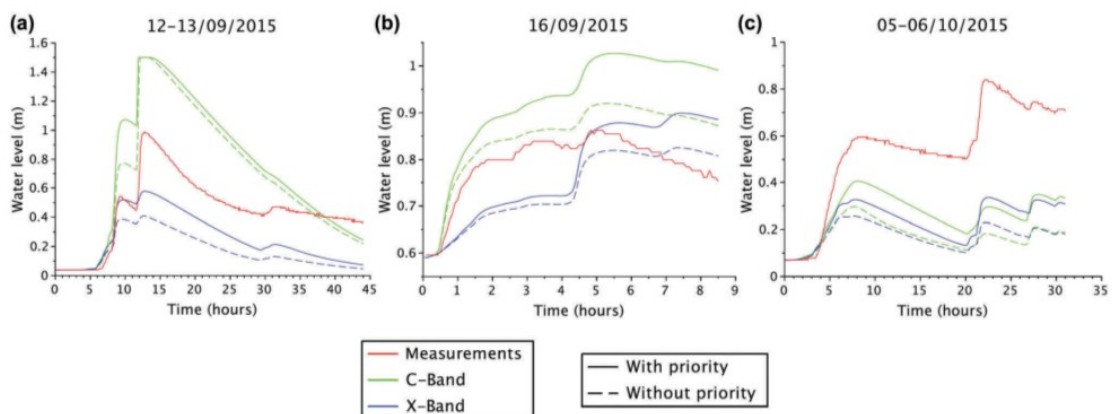 (a) 12-13/09/2015
(b) 16/09/2015
(c) 05-06/10/2015
Water level (m)
1.6
1.4
1.2
1
0.8
0.6
0.4
0.2
0
0 5 10 15 20 25 30 35 40 45
Time (hours)
Water level (m)
1
0.9
0.8
0.7
0.6
0 1 2 3 4 5 6 7 8 9
Time (hours)
Water level (m)
1
0.8
0.6
0.4
0.2
0
0 5 10 15 20 25 30 35
Time (hours)
Measurements
C-Band
X-Band
With priority
Without priority